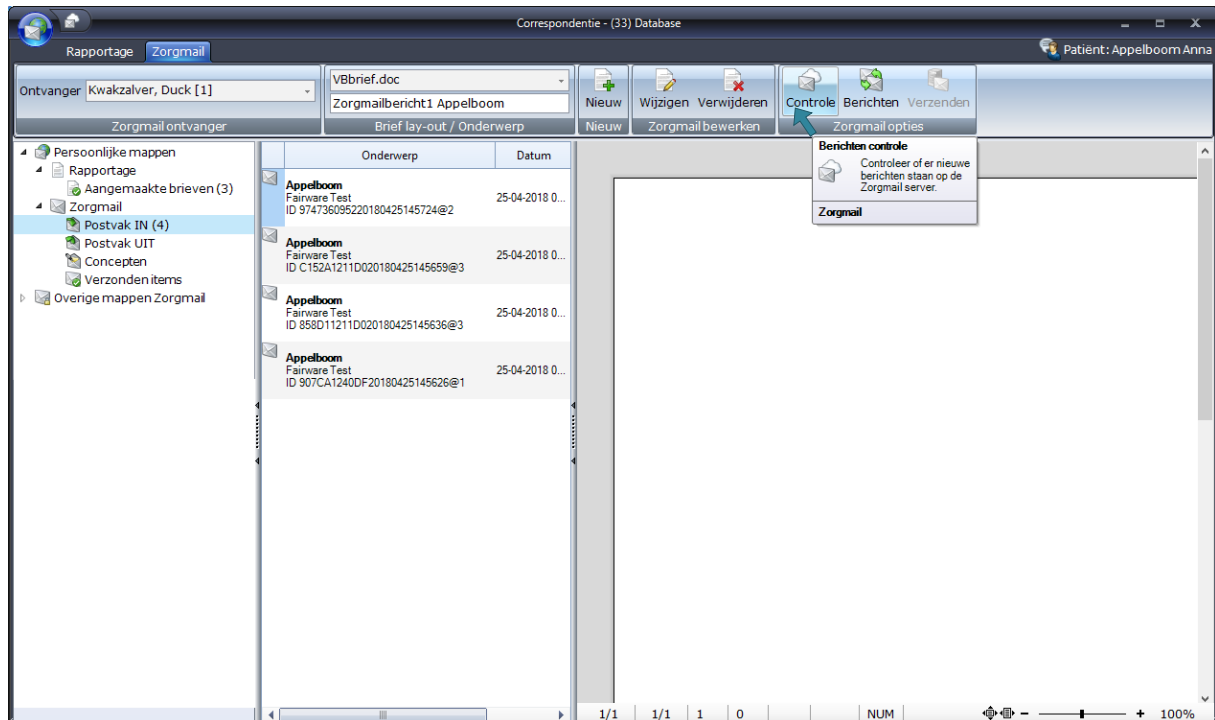 Correspondentie - (33) Database
Rapportage Zorgmail
Patiënt: Appelboom Anna
Ontvanger Kwakzalver, Duck [1]
Zorgmail ontvanger
VBbrief.doc
Zorgmailbericht1 Appelboom
Brief lay-out / Onderwerp
Nieuw
Nieuw
Wijzigen Verwijderen
Zorgmail bewerken
Controle Berichten Verzenden
Zorgmail opties
Berichten controle
Controleer of er nieuwe
berichten staan op de
Zorgmail server.
Zorgmail
Persoonlijke mappen
Rapportage
Aangemaakte brieven (3)
Zorgmail
Postvak IN (4)
Postvak UIT
Concepten
Verzonden items
Overige mappen Zorgmail
Onderwerp Datum
Appelboom
Fairware Test 25-04-2018 0...
ID 974736095220180425145724@2
Appelboom
Fairware Test 25-04-2018 0...
ID C152A1211D020180425145659@3
Appelboom
Fairware Test 25-04-2018 0...
ID 858D11211D020180425145636@3
Appelboom
Fairware Test 25-04-2018 0...
ID 907CA1240DF20180425145626@1
1/1 1/1 1 0 NUM 100%